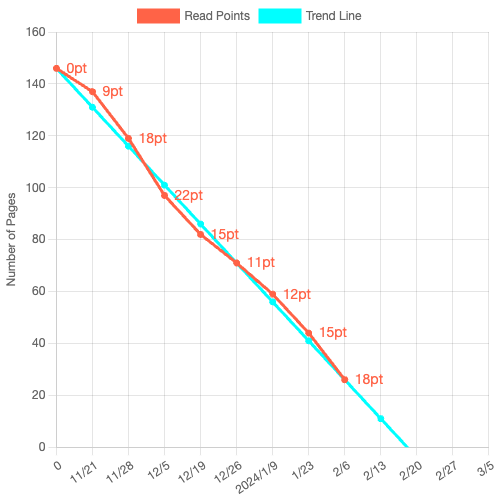 Read Points
Trend Line
160
140
120
100
80
60
40
20
0
Number of Pages
0pt
9pt
18pt
22pt
15pt
11pt
12pt
15pt
18pt
0
11/21
11/28
12/5
12/19
12/26
2024/1/9
1/23
2/6
2/13
2/20
2/27
3/5